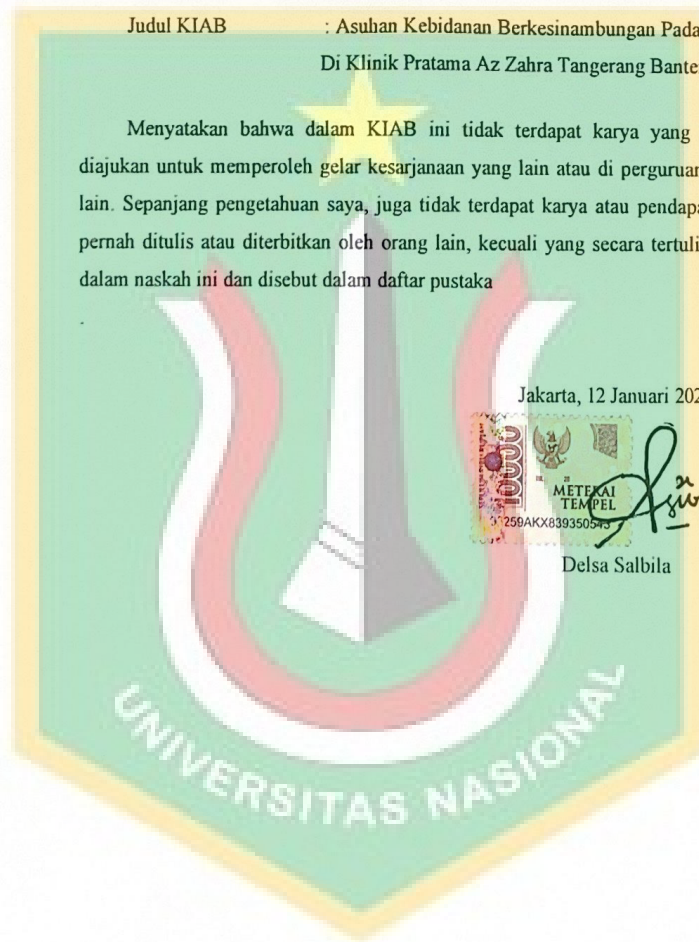 Judul KIAB : Asuhan Kebidanan Berkesinambungan Pada
Di Klinik Pratama Az Zahra Tangerang Bante
Menyatakan bahwa dalam KIAB ini tidak terdapat karya yang
diajukan untuk memperoleh gelar kesarjanaan yang lain atau di perguruan
lain. Sepanjang pengetahuan saya, juga tidak terdapat karya atau pendapa
pernah ditulis atau diterbitkan oleh orang lain, kecuali yang secara tertuli
dalam naskah ini dan disebut dalam daftar pustaka
.
Jakarta, 12 Januari 202
10000
METERAI
TEMPEL
259AKX839350543
Delsa Salbila
UNIVERSITAS NASIONAL